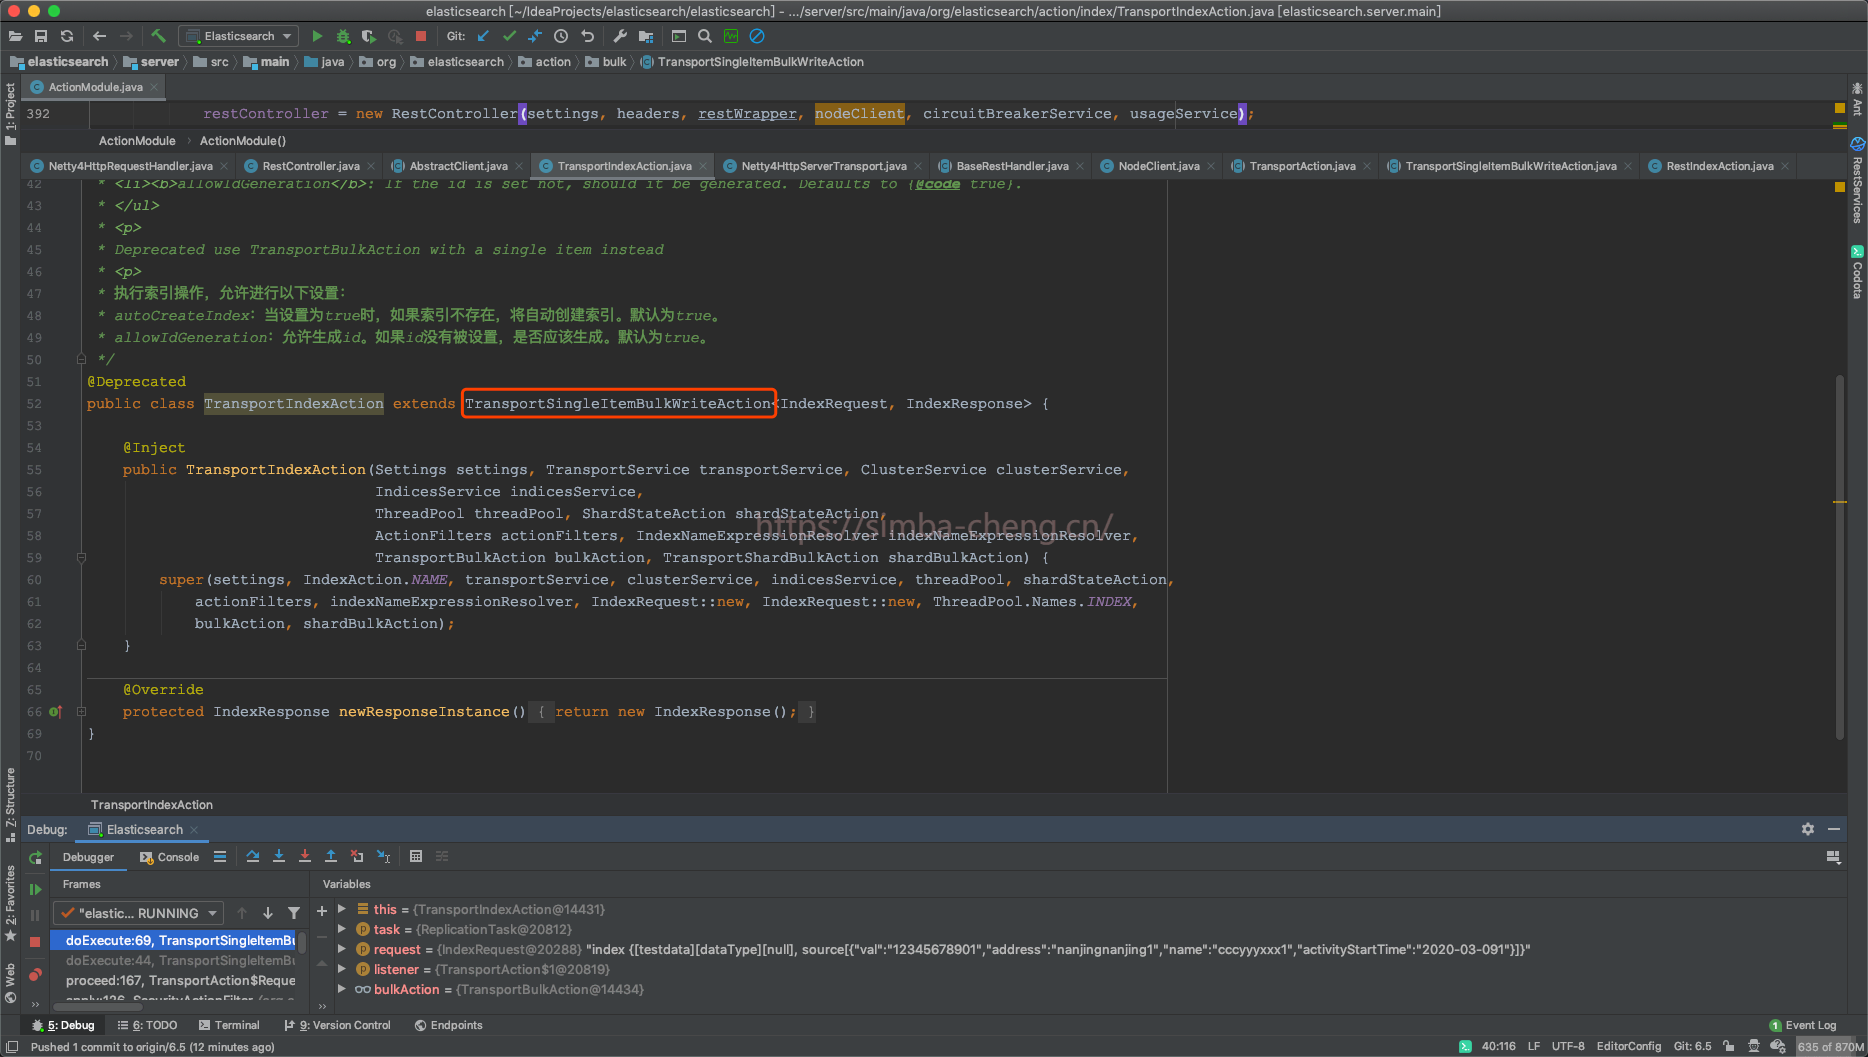 elasticsearch [~/IdeaProjects/elasticsearch/elasticsearch] - .../server/src/main/java/org/elasticsearch/action/index/TransportIndexAction.java [elasticsearch.server.main]
Elasticsearch
Git:
elasticsearch
server
src
main
java
org
elasticsearch
action
bulk
TransportSingleItemBulkWriteAction
ActionModule.java
392 restController = new RestController(settings, headers, restWrapper, nodeClient, circuitBreakerService, usageService);
ActionModule
ActionModule()
Netty4HttpRequestHandler.java
RestController.java
AbstractClient.java
TransportIndexAction.java
Netty4HttpServerTransport.java
BaseRestHandler.java
NodeClient.java
TransportAction.java
TransportSingleItemBulkWriteAction.java
RestIndexAction.java
42 * <li><b>allowIdGeneration</b>: If the id is set not, should it be generated. Defaults to {@code true}.
43 * </ul>
44 * <p>
45 * Deprecated use TransportBulkAction with a single item instead
46 * <p>
47 * 执行索引操作，允许进行以下设置：
48 * autoCreateIndex：当设置为true时，如果索引不存在，将自动创建索引。默认为true。
49 * allowIdGeneration：允许生成id。如果id没有被设置，是否应该生成。默认为true。
50 */
51 @Deprecated
52 public class TransportIndexAction extends TransportSingleItemBulkWriteAction<IndexRequest, IndexResponse> {
53
54 @Inject
55 public TransportIndexAction(Settings settings, TransportService transportService, ClusterService clusterService,
56 IndicesService indicesService,
57 ThreadPool threadPool, ShardStateAction shardStateAction,
58 ActionFilters actionFilters, IndexNameExpressionResolver indexNameExpressionResolver,
59 TransportBulkAction bulkAction, TransportShardBulkAction shardBulkAction) {
60 super(settings, IndexAction.NAME, transportService, clusterService, indicesService, threadPool, shardStateAction,
61 actionFilters, indexNameExpressionResolver, IndexRequest::new, IndexRequest::new, ThreadPool.Names.INDEX,
62 bulkAction, shardBulkAction);
63 }
64
65 @Override
66 protected IndexResponse newResponseInstance() { return new IndexResponse(); }
69 }
70
https://simba-cheng.cn/
TransportIndexAction
1: Project
Z: Structure
2: Favorites
Web
Ant
RestServices
Codota
Debug:
Elasticsearch
Debugger
Console
Frames
Variables
"elastic... RUNNING
doExecute:69, TransportSingleItemBu
doExecute:44, TransportSingleItemBu
proceed:167, TransportAction$Reque
apply:126, SecurityActionFilter
this = {TransportIndexAction@14431}
task = {ReplicationTask@20812}
request = {IndexRequest@20288} "index {[testdata][dataType][null], source[{"val":"12345678901","address":"nanjingnanjing1","name":"cccyyyxxx1","activityStartTime":"2020-03-091"}]}"
listener = {TransportAction$1@20819}
bulkAction = {TransportBulkAction@14434}
5: Debug
6: TODO
Terminal
9: Version Control
Endpoints
1 Event Log
Pushed 1 commit to origin/6.5 (12 minutes ago)
40:116
LF
UTF-8
EditorConfig
Git: 6.5
635 of 870M